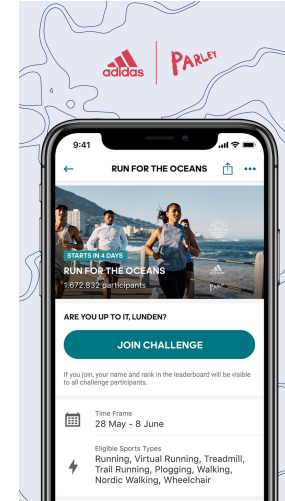 adidas
PARLEY
9:41
RUN FOR THE OCEANS
STARTS IN 4 DAYS
RUN FOR THE OCEANS
1.672.832 participants
PARLEY
ARE YOU UP TO IT, LUNDEN?
JOIN CHALLENGE
If you join, your name and rank in the leaderboard will be visible
to all challenge participants.
Time Frame
28 May - 8 June
Eligible Sports Types
Running, Virtual Running, Treadmill,
Trail Running, Plogging, Walking,
Nordic Walking, Wheelchair